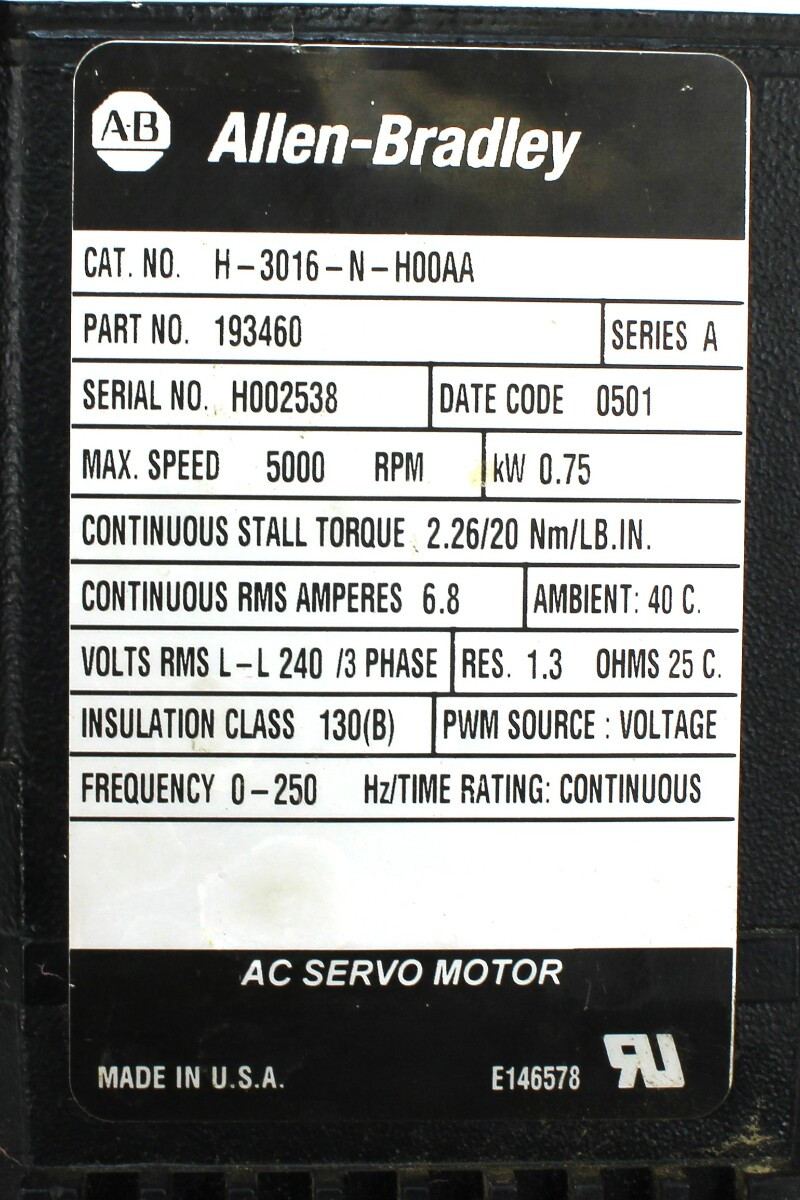 A-B Allen-Bradley
CAT. NO. H-3016-N-H00AA
PART NO. 193460 SERIES A
SERIAL NO. H002538 DATE CODE 0501
MAX. SPEED 5000 RPM kW 0.75
CONTINUOUS STALL TORQUE 2.26/20 Nm/LB.IN.
CONTINUOUS RMS AMPERES 6.8 AMBIENT: 40 C.
VOLTS RMS L-L 240 /3 PHASE RES. 1.3 OHMS 25 C.
INSULATION CLASS 130(B) PWM SOURCE : VOLTAGE
FREQUENCY 0-250 Hz/TIME RATING: CONTINUOUS
AC SERVO MOTOR
MADE IN U.S.A. E146578 RU